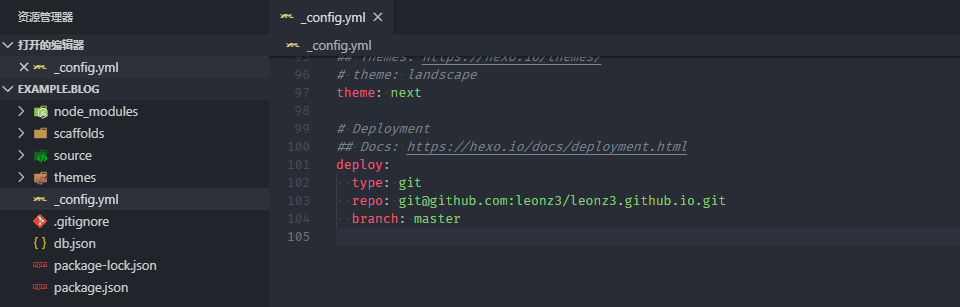 资源管理器
打开的编辑器
_config.yml
EXAMPLE.BLOG
node_modules
scaffolds
source
themes
_config.yml
.gitignore
db.json
package-lock.json
package.json
_config.yml
_config.yml
95 ## Themes: https://hexo.io/themes/
96 # theme: landscape
97 theme: next
98
99 # Deployment
100 ## Docs: https://hexo.io/docs/deployment.html
101 deploy:
102 type: git
103 repo: git@github.com:leonz3/leonz3.github.io.git
104 branch: master
105